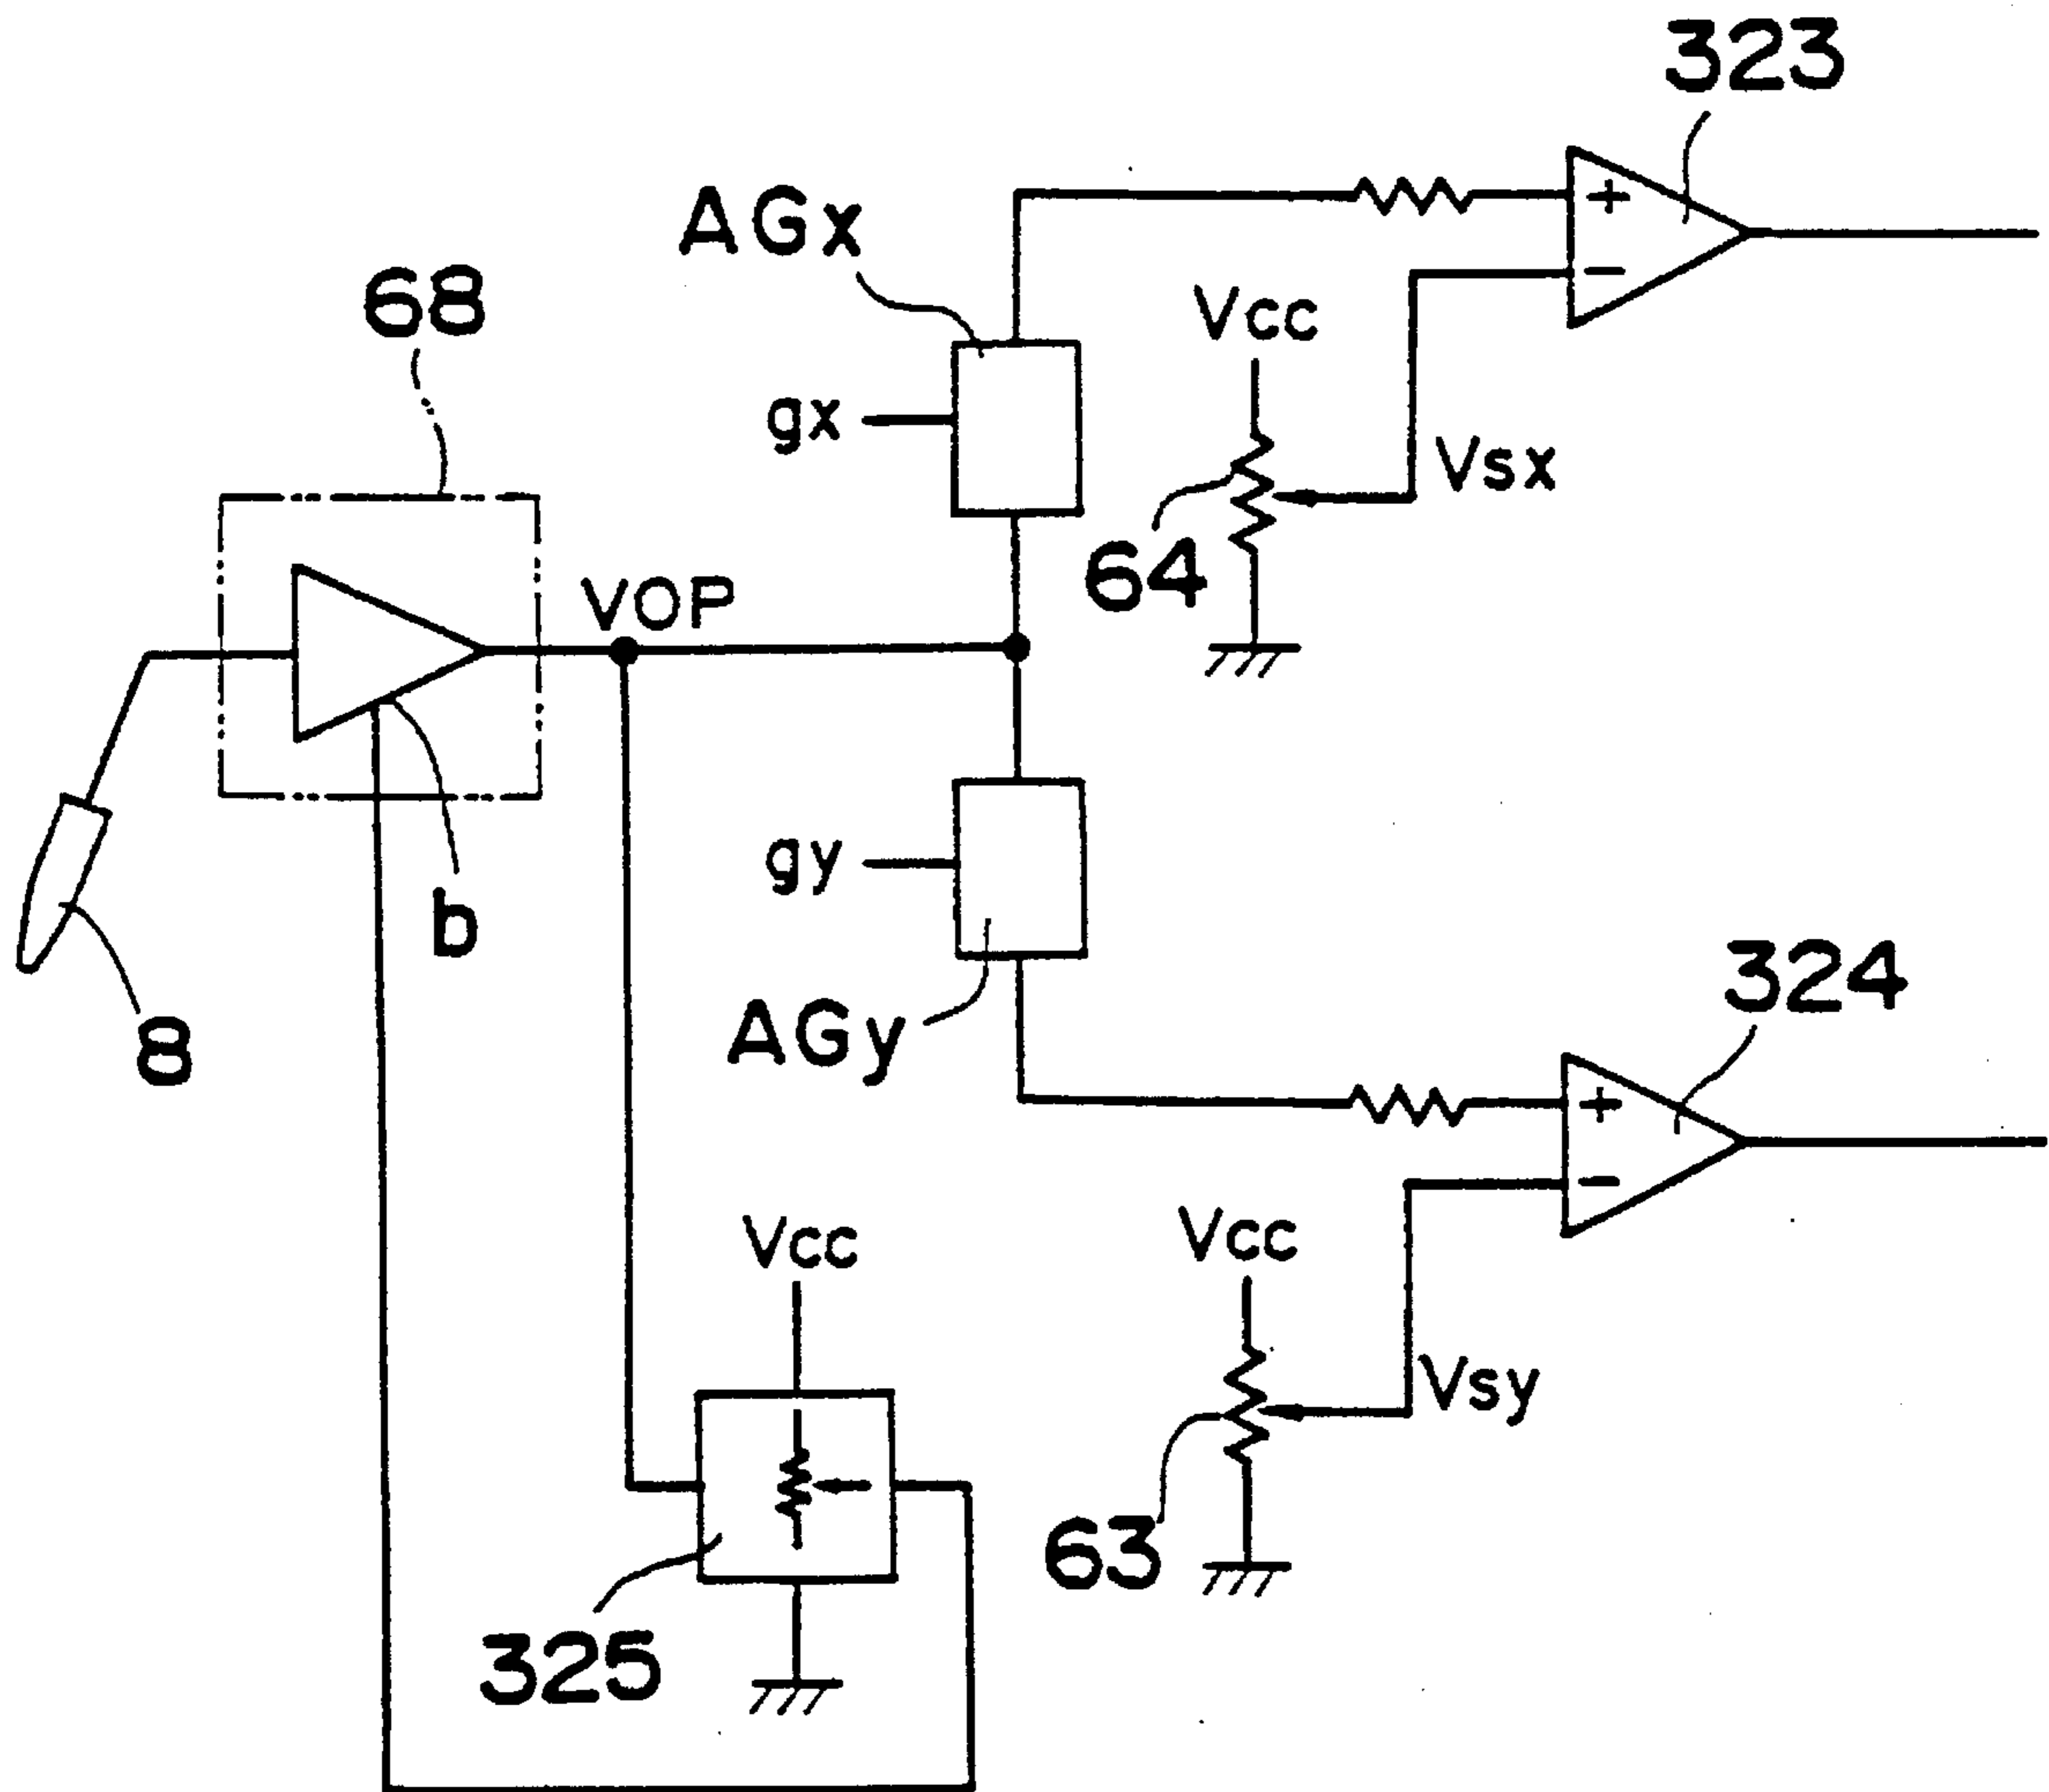 323
AGx
+
68
−
Vcc
gx
Vsx
64
VOP
gy
b
324
AGy
8
+
−
Vcc
Vcc
Vsy
63
325